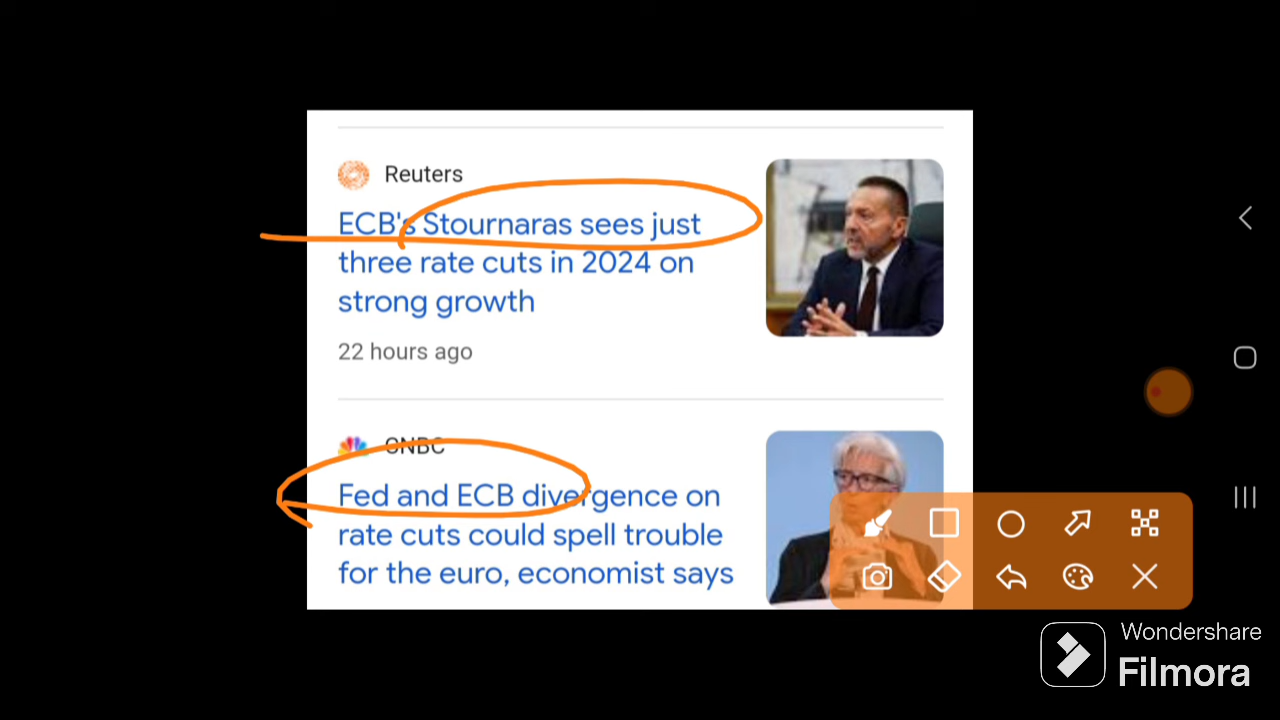 Reuters
ECB's Stournaras sees just
three rate cuts in 2024 on
strong growth
22 hours ago
CNBC
Fed and ECB divergence on
rate cuts could spell trouble
for the euro, economist says
Wondershare
Filmora